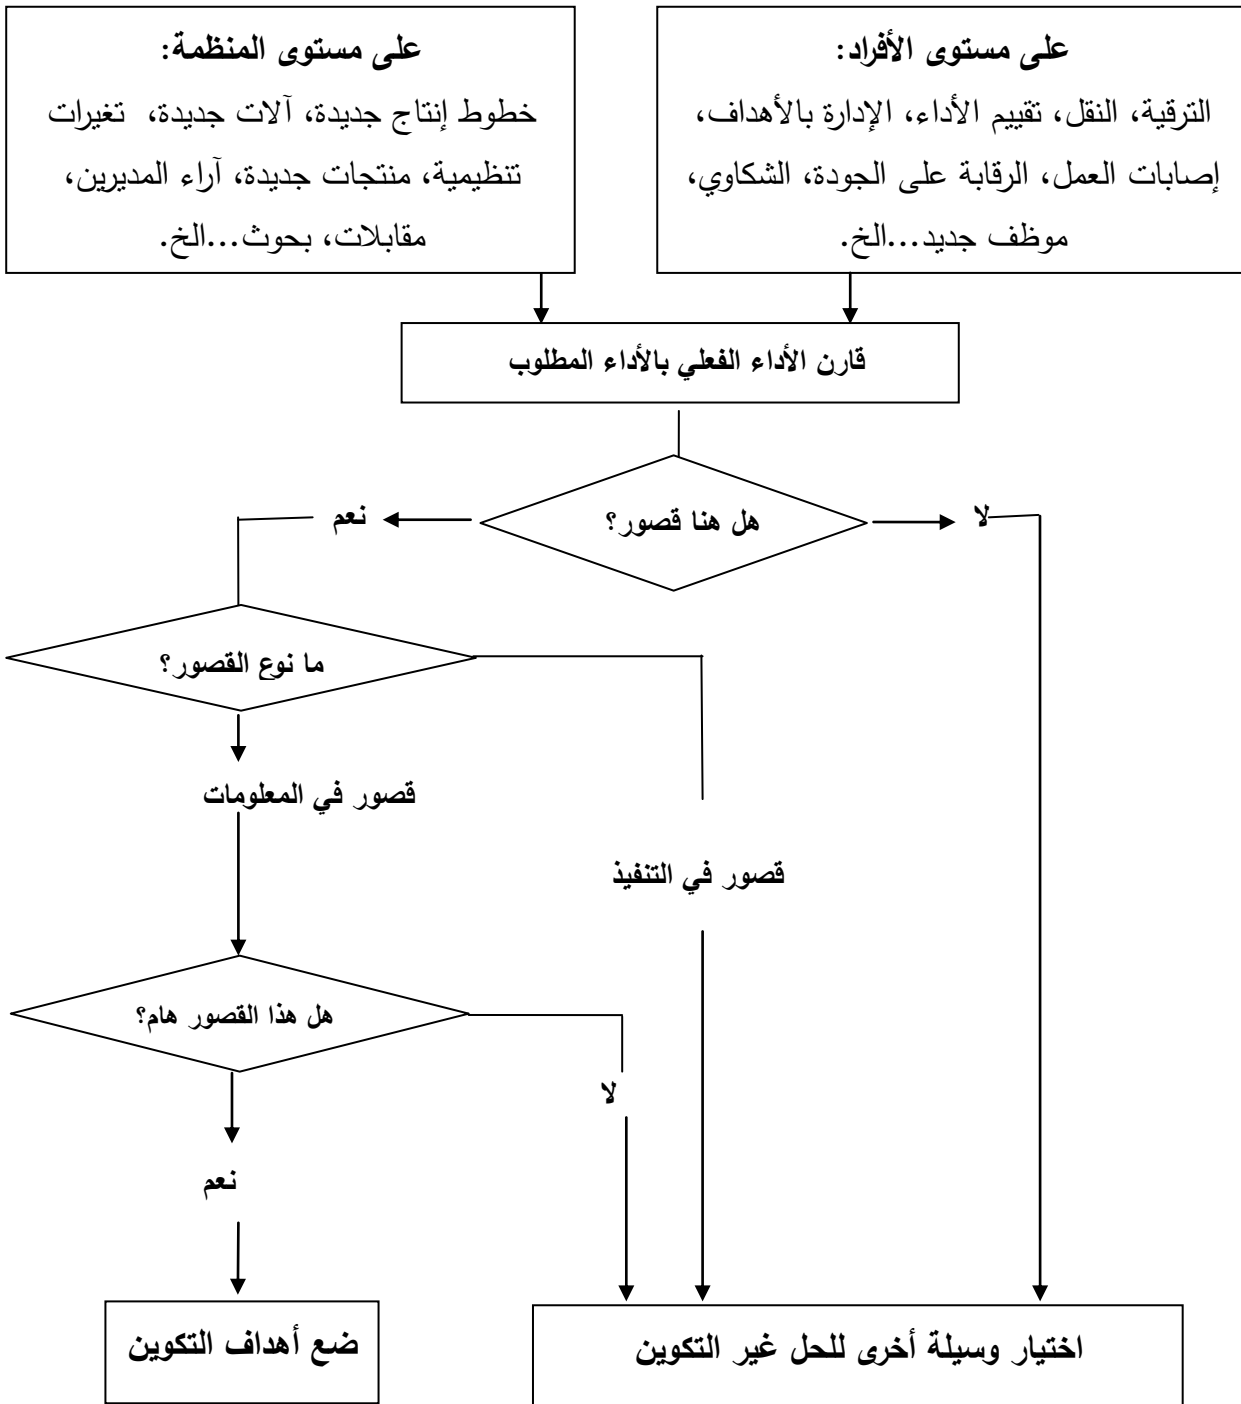 على مستوى الأفراد:
الترقية، النقل، تقييم الأداء، الإدارة بالأهداف،
إصابات العمل، الرقابة على الجودة، الشكاوي،
موظف جديد...الخ.
على مستوى المنظمة:
خطوط إنتاج جديدة، آلات جديدة، تغيرات
تنظيمية، منتجات جديدة، آراء المديرين،
مقابلات، بحوث...الخ.
قارن الأداء الفعلي بالأداء المطلوب
هل هنا قصور؟
لا
نعم
ما نوع القصور؟
قصور في المعلومات
قصور في التنفيذ
هل هذا القصور هام؟
لا
نعم
اختيار وسيلة أخرى للحل غير التكوين
ضع أهداف التكوين